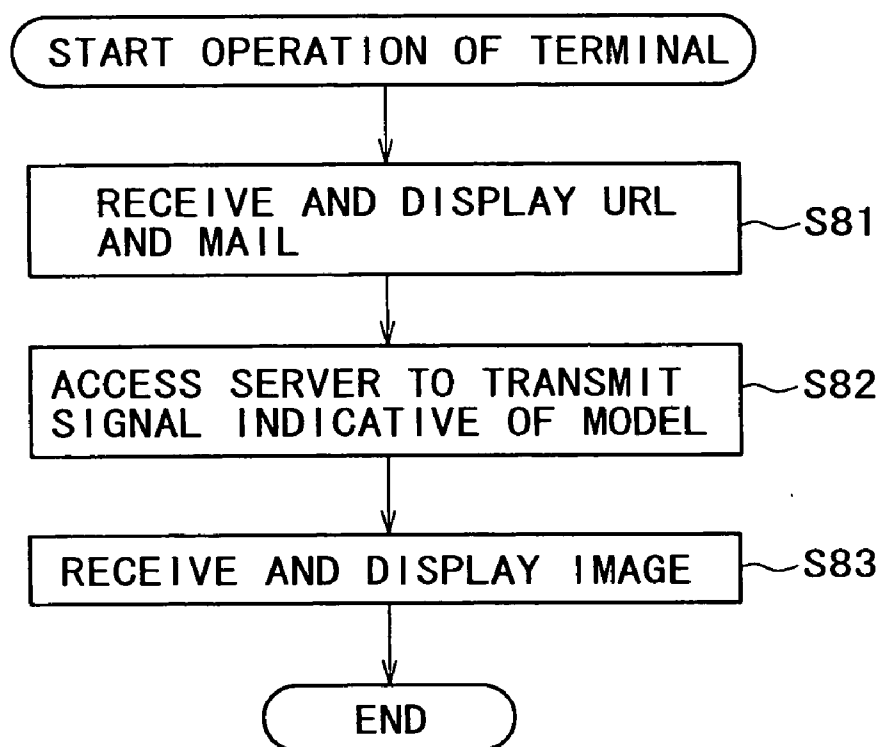 START OPERATION OF TERMINAL
RECEIVE AND DISPLAY URL
AND MAIL
S81
ACCESS SERVER TO TRANSMIT
SIGNAL INDICATIVE OF MODEL
S82
RECEIVE AND DISPLAY IMAGE
S83
END